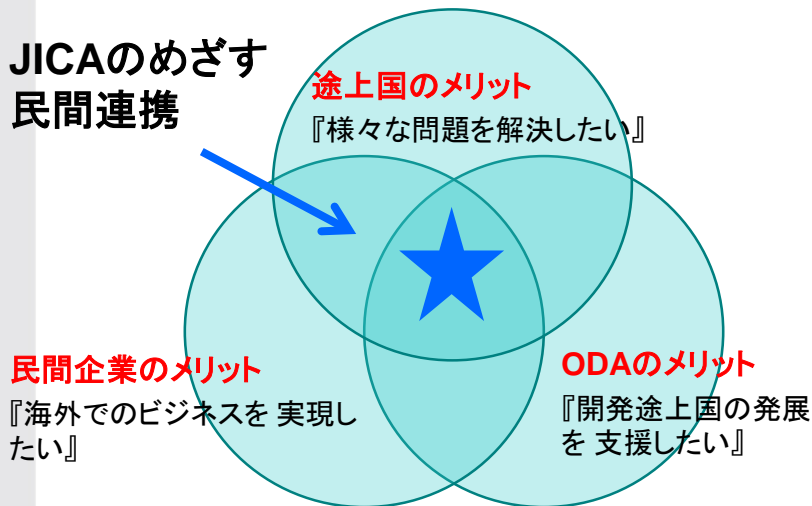 JICAのめざす
民間連携
途上国のメリット
『様々な問題を解決したい』
民間企業のメリット
『海外でのビジネスを 実現し
たい』
ODAのメリット
『開発途上国の発展
を 支援したい』